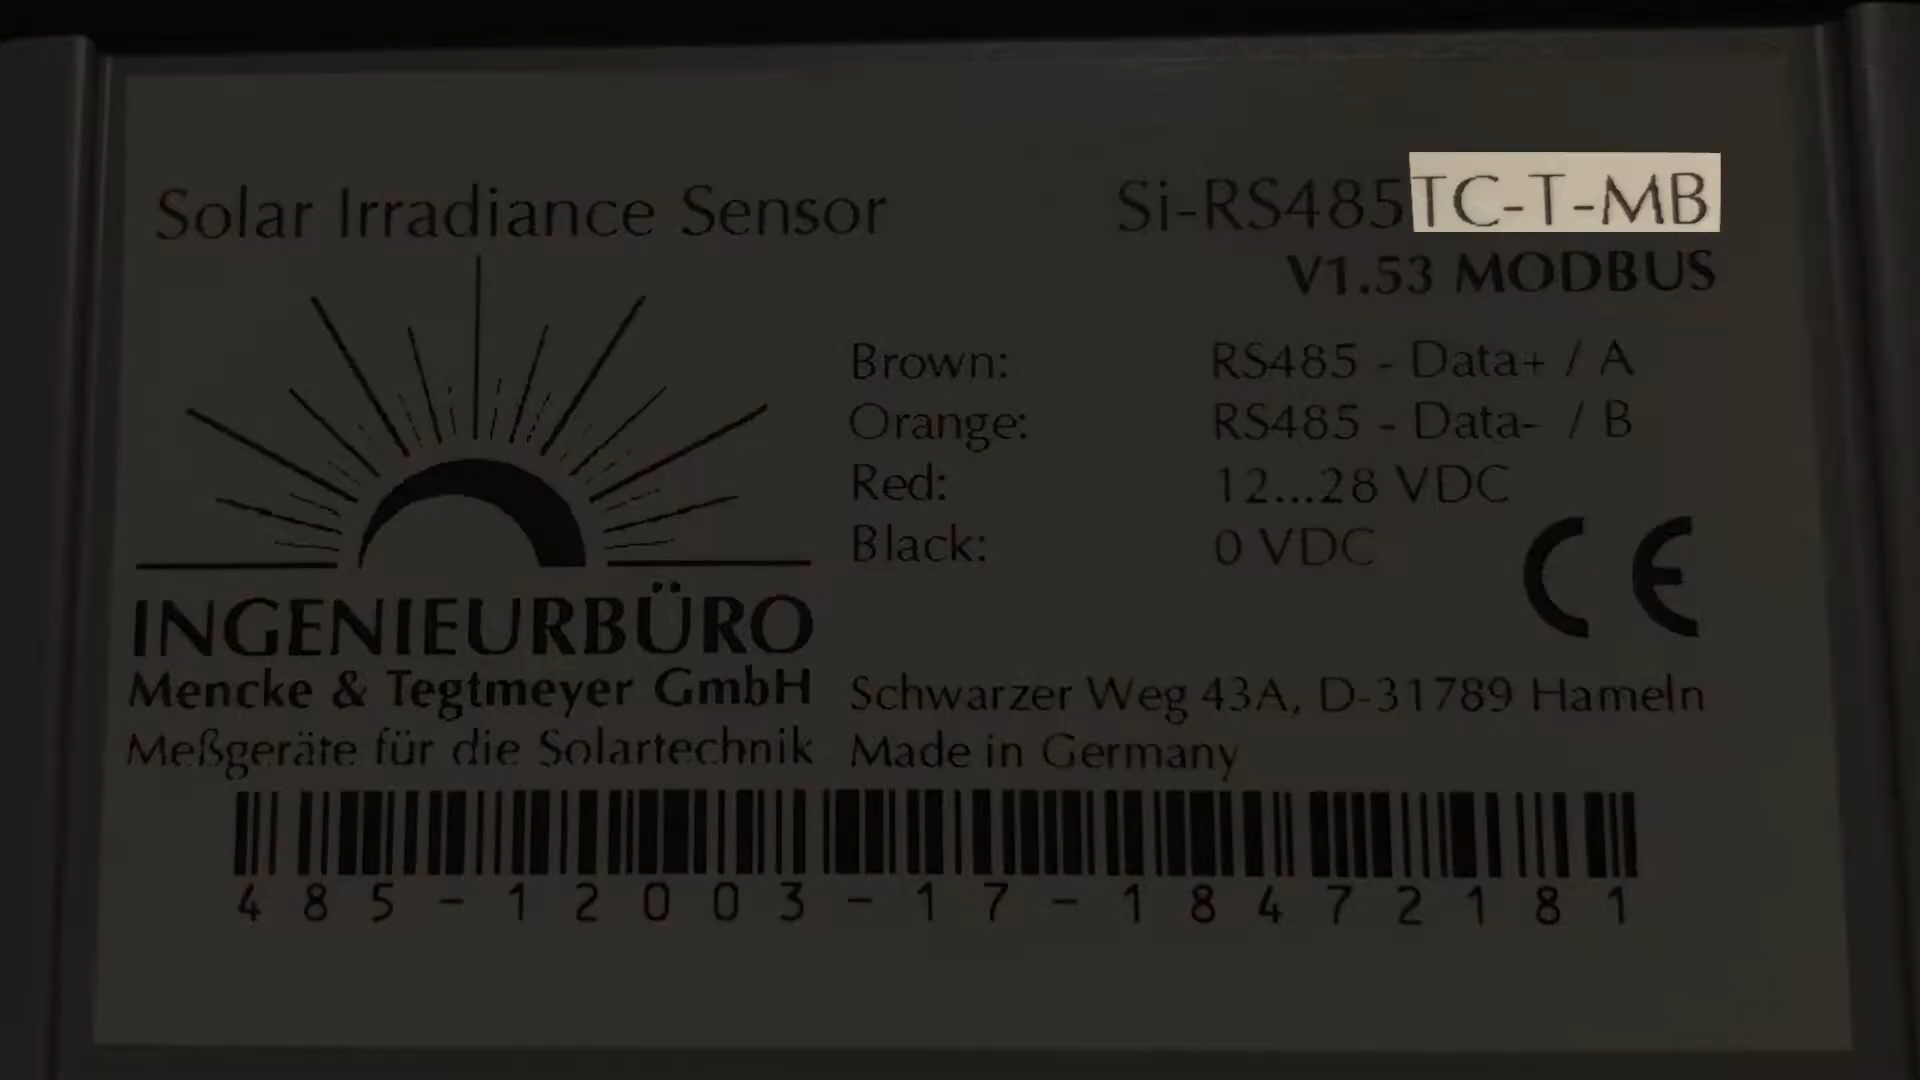 Solar Irradiance Sensor
Si-RS485TC-T-MB
V1.53 MODBUS
Brown: RS485 - Data+ / A
Orange: RS485 - Data- / B
Red: 12...28 VDC
Black: 0 VDC
CE
INGENIEURBÜRO
Mencke & Tegtmeyer GmbH
Meßgeräte für die Solartechnik
Schwarzer Weg 43A, D-31789 Hameln
Made in Germany
485-12003-17-18472181